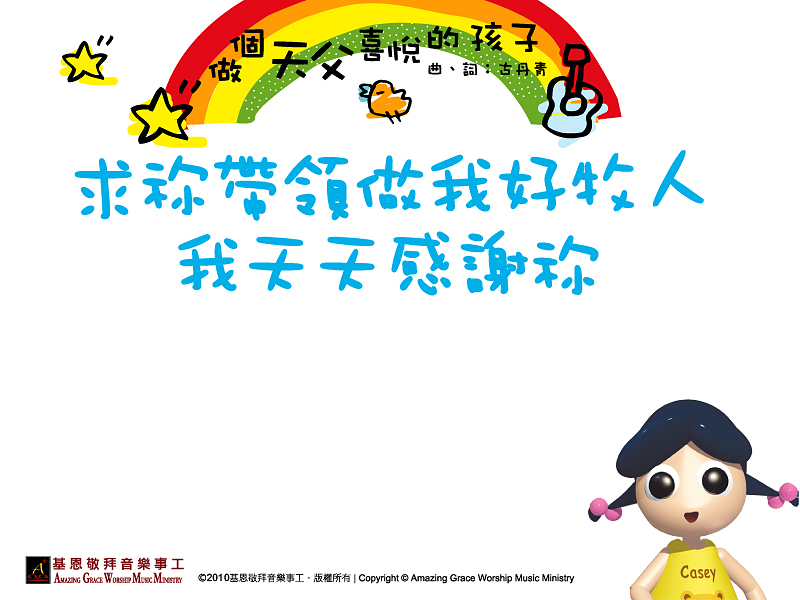 做個天父喜悅的孩子
曲、詞：古丹青
求祢帶領做我好牧人
我天天感謝祢
Casey
基恩敬拜音樂事工
AMAZING GRACE WORSHIP MUSIC MINISTRY
©2010基恩敬拜音樂事工．版權所有 | Copyright © Amazing Grace Worship Music Ministry